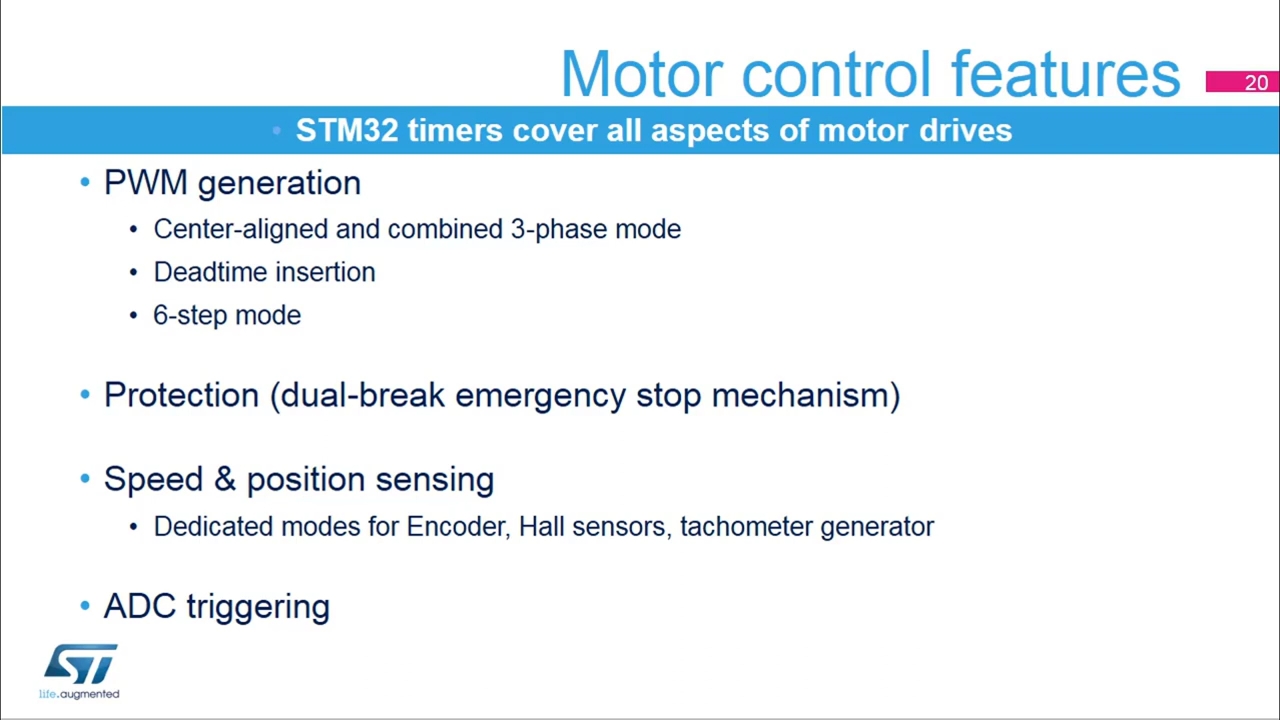 Motor control features
20
• STM32 timers cover all aspects of motor drives
• PWM generation
• Center-aligned and combined 3-phase mode
• Deadtime insertion
• 6-step mode
• Protection (dual-break emergency stop mechanism)
• Speed & position sensing
• Dedicated modes for Encoder, Hall sensors, tachometer generator
• ADC triggering
ST
life.augmented